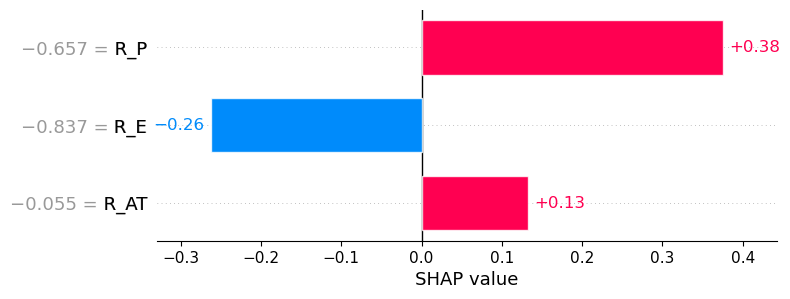 −0.657 = R_P
+0.38
−0.837 = R_E
−0.26
−0.055 = R_AT
+0.13
−0.3 −0.2 −0.1 0.0 0.1 0.2 0.3 0.4
SHAP value